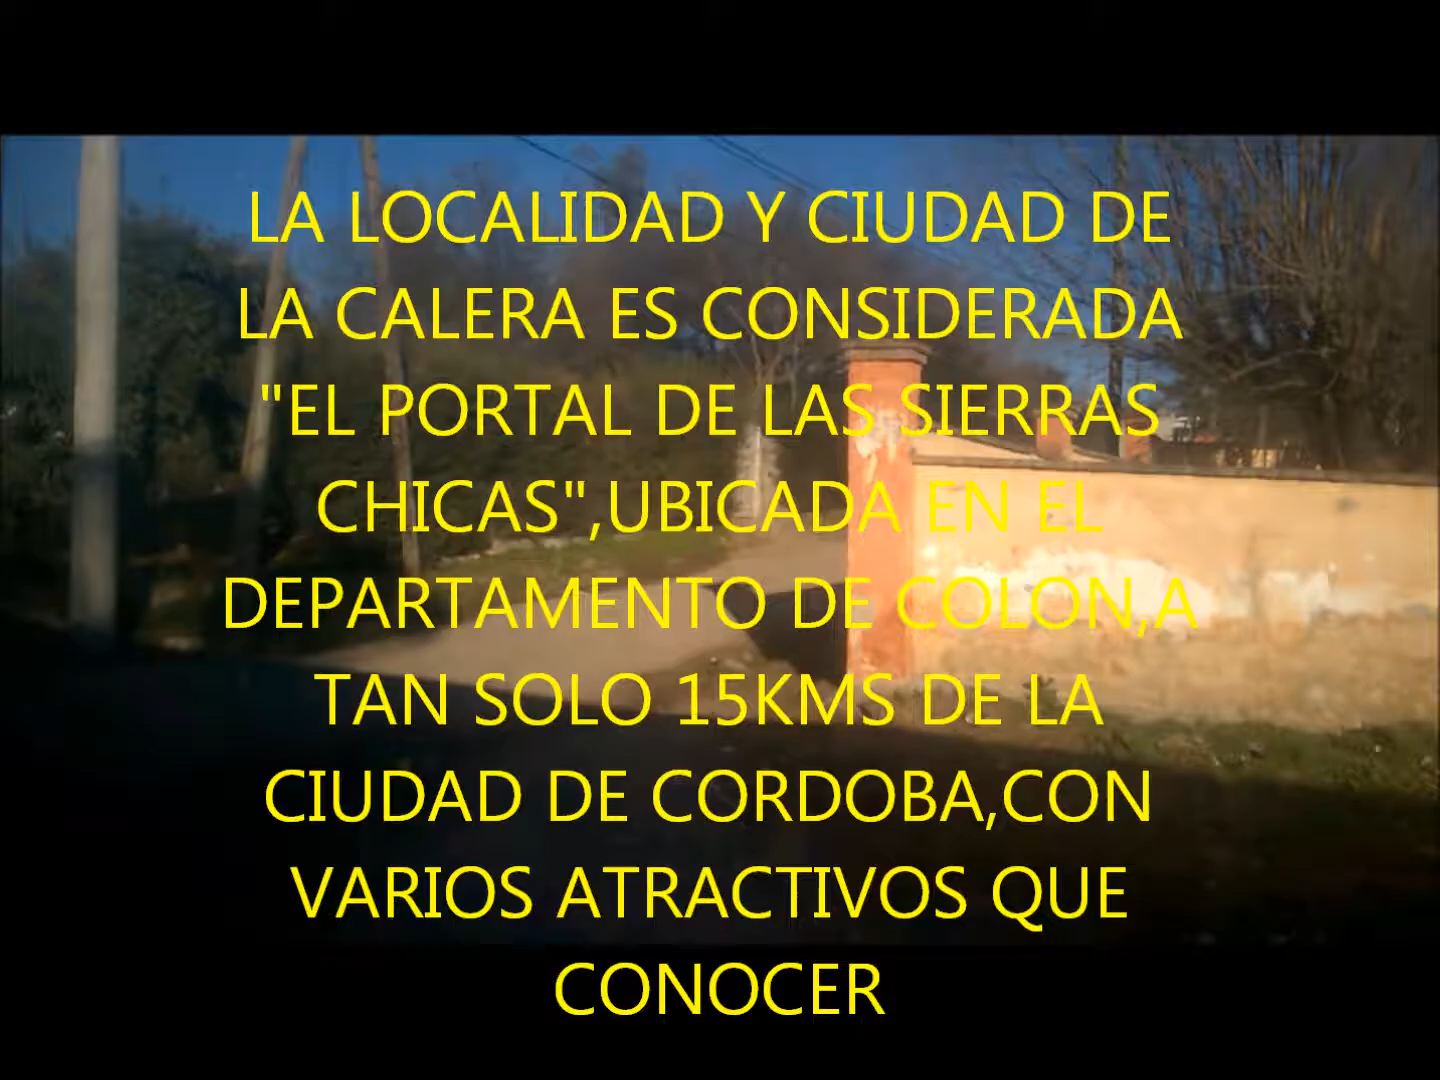 LA LOCALIDAD Y CIUDAD DE
LA CALERA ES CONSIDERADA
"EL PORTAL DE LAS SIERRAS
CHICAS",UBICADA EN EL
DEPARTAMENTO DE COLON,A
TAN SOLO 15KMS DE LA
CIUDAD DE CORDOBA,CON
VARIOS ATRACTIVOS QUE
CONOCER